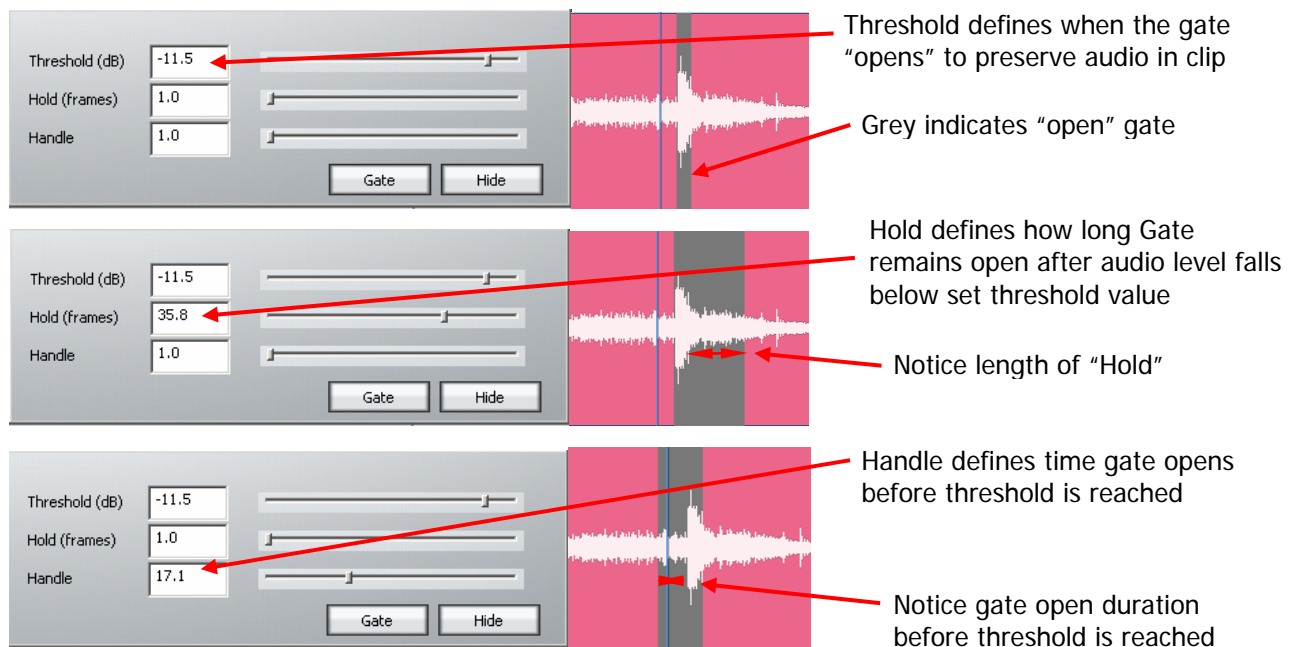 Threshold (dB) -11.5
Hold (frames) 1.0
Handle 1.0
Gate Hide
Threshold defines when the gate
“opens” to preserve audio in clip
Grey indicates “open” gate
Threshold (dB) -11.5
Hold (frames) 35.8
Handle 1.0
Gate Hide
Hold defines how long Gate
remains open after audio level falls
below set threshold value
Notice length of “Hold”
Threshold (dB) -11.5
Hold (frames) 1.0
Handle 17.1
Gate Hide
Handle defines time gate opens
before threshold is reached
Notice gate open duration
before threshold is reached